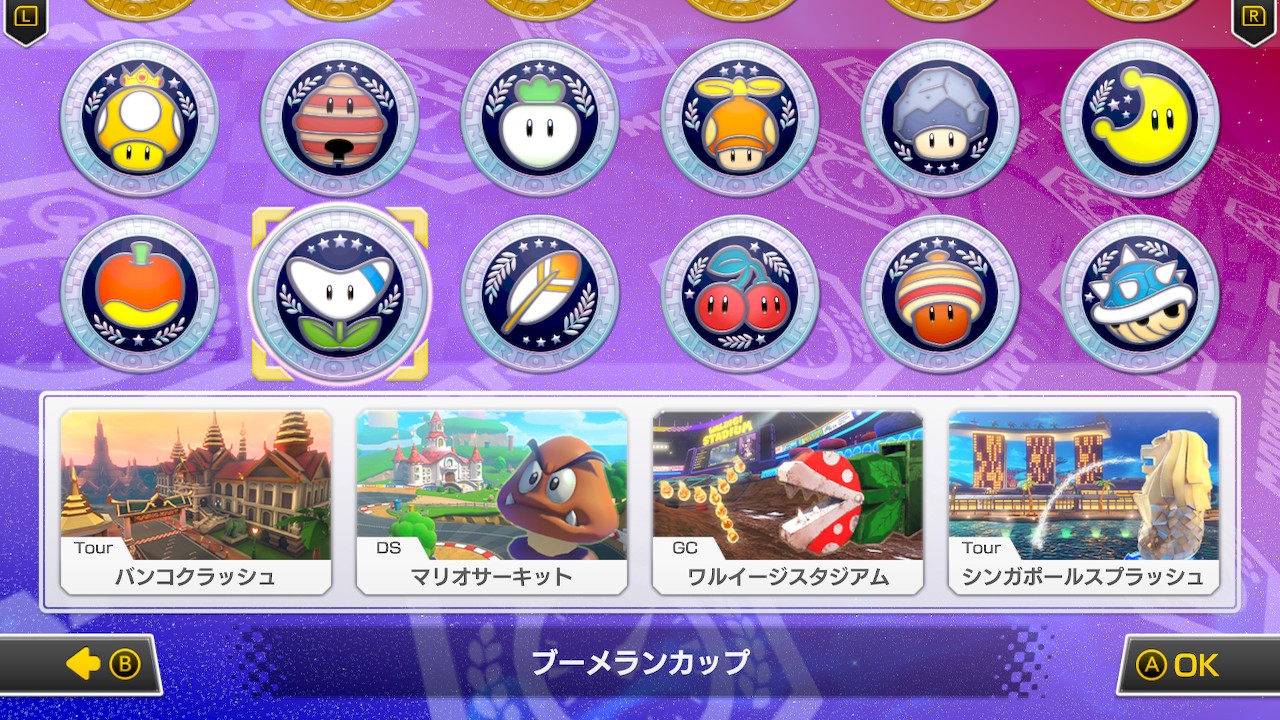 L
R
WALUIGI
STADIUM
Tour
バンコクラッシュ
DS
マリオサーキット
GC
ワルイージスタジアム
Tour
シンガポールスプラッシュ
B
ブーメランカップ
A OK